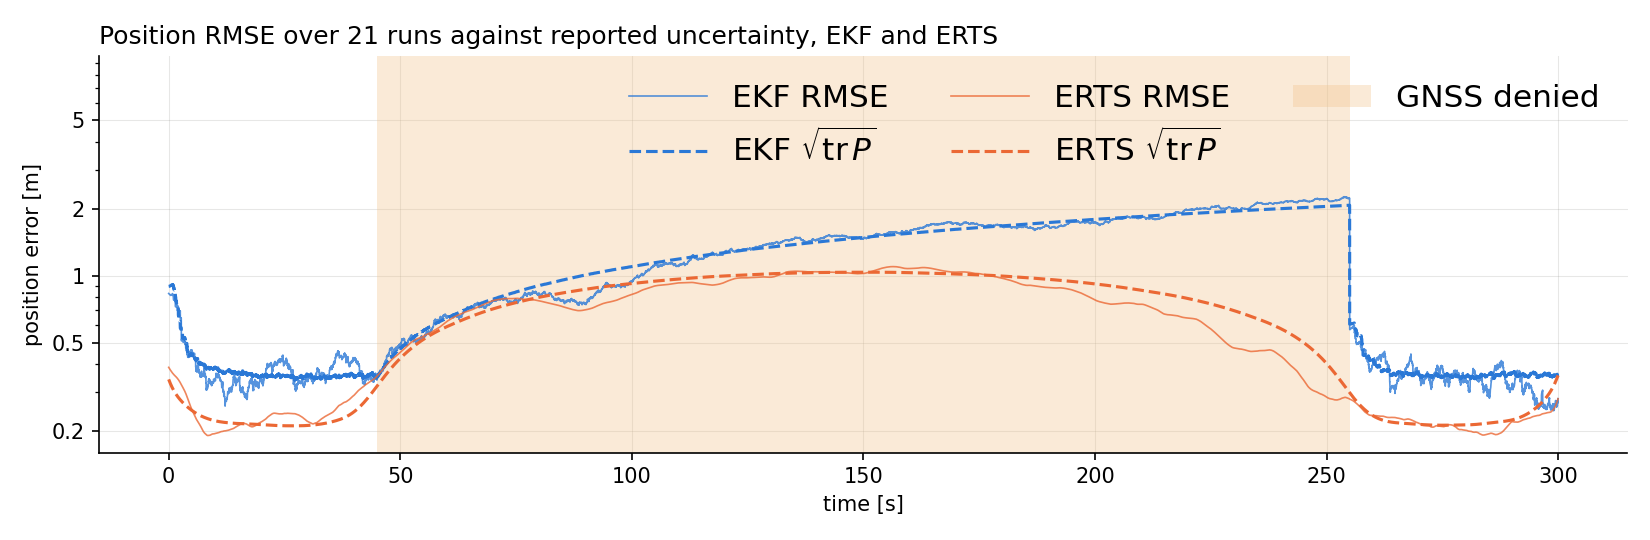 Position RMSE over 21 runs against reported uncertainty, EKF and ERTS
EKF RMSE
ERTS RMSE
GNSS denied
EKF √tr P
ERTS √tr P
position error [m]
5
2
1
0.5
0.2
0
50
100
150
200
250
300
time [s]